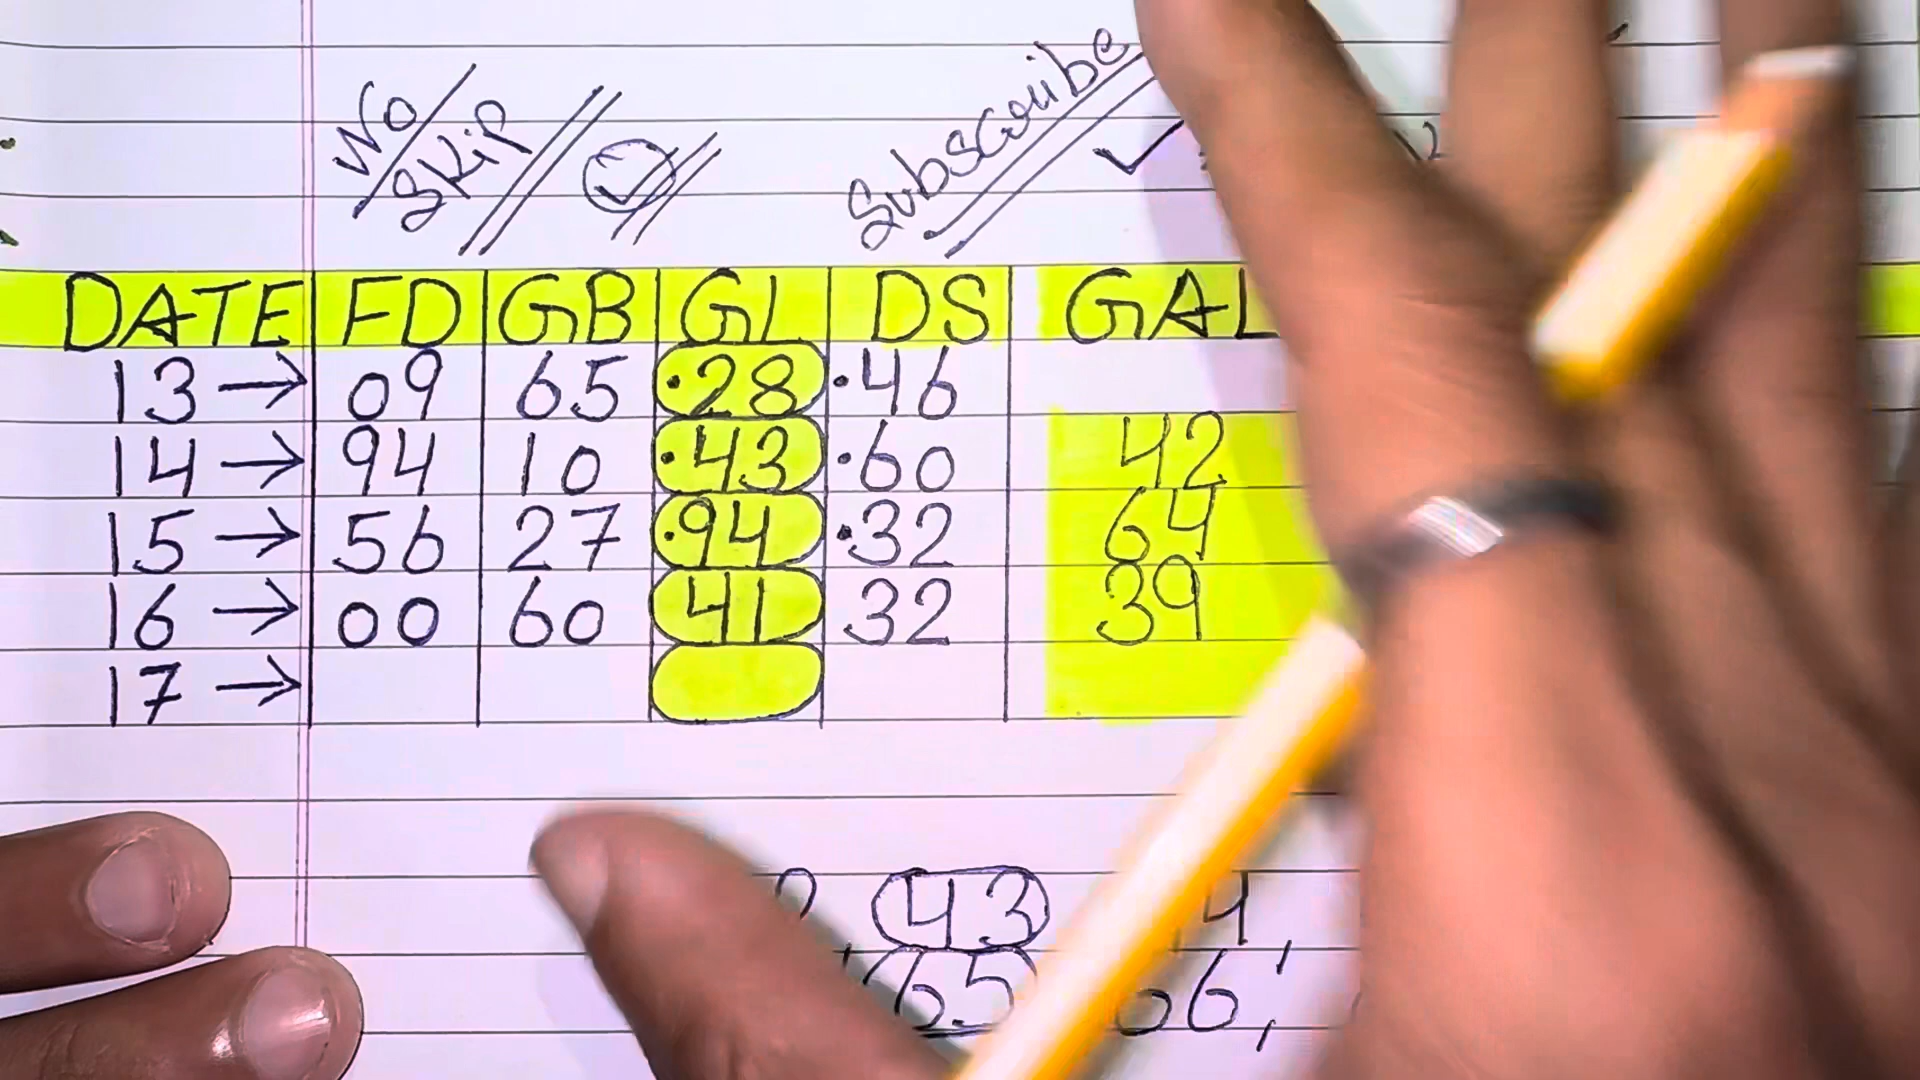 No
Skip
Subscribe
DATE FD GB GL DS GAL
13 → 09 65 ·28 ·46
14 → 94 10 ·43 ·60 42
15 → 56 27 ·94 ·32 64
16 → 00 60 41 32 39
17 →
43
65